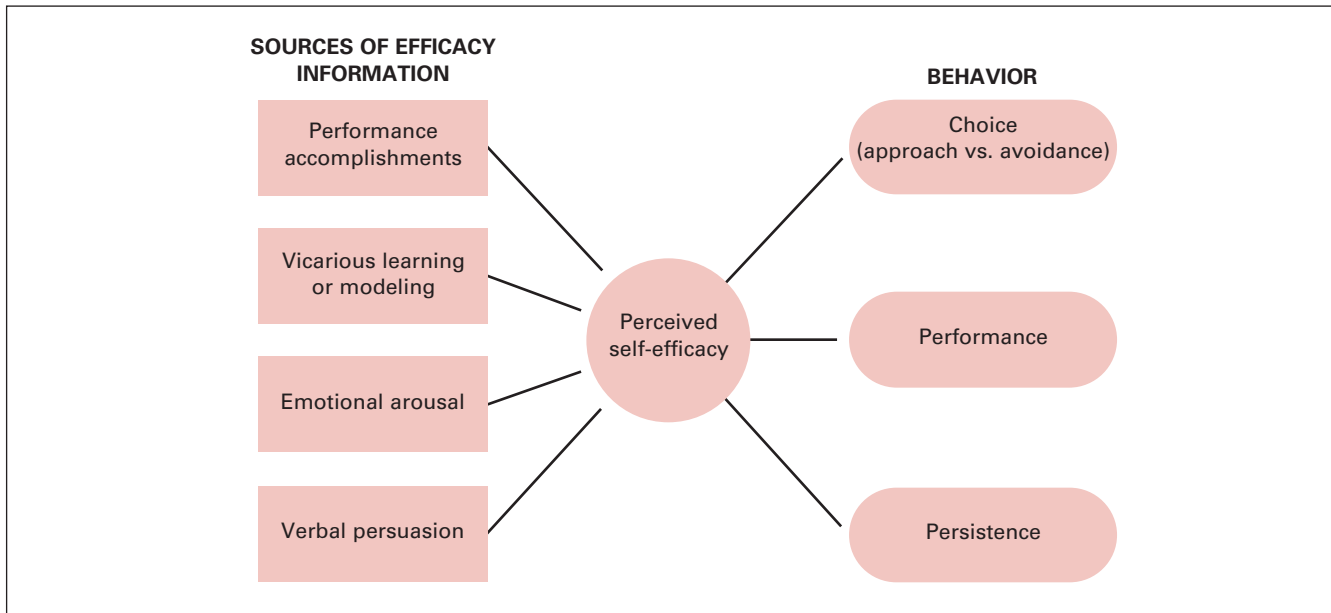 SOURCES OF EFFICACY
INFORMATION
Performance
accomplishments
Vicarious learning
or modeling
Emotional arousal
Verbal persuasion
Perceived
self-efficacy
BEHAVIOR
Choice
(approach vs. avoidance)
Performance
Persistence